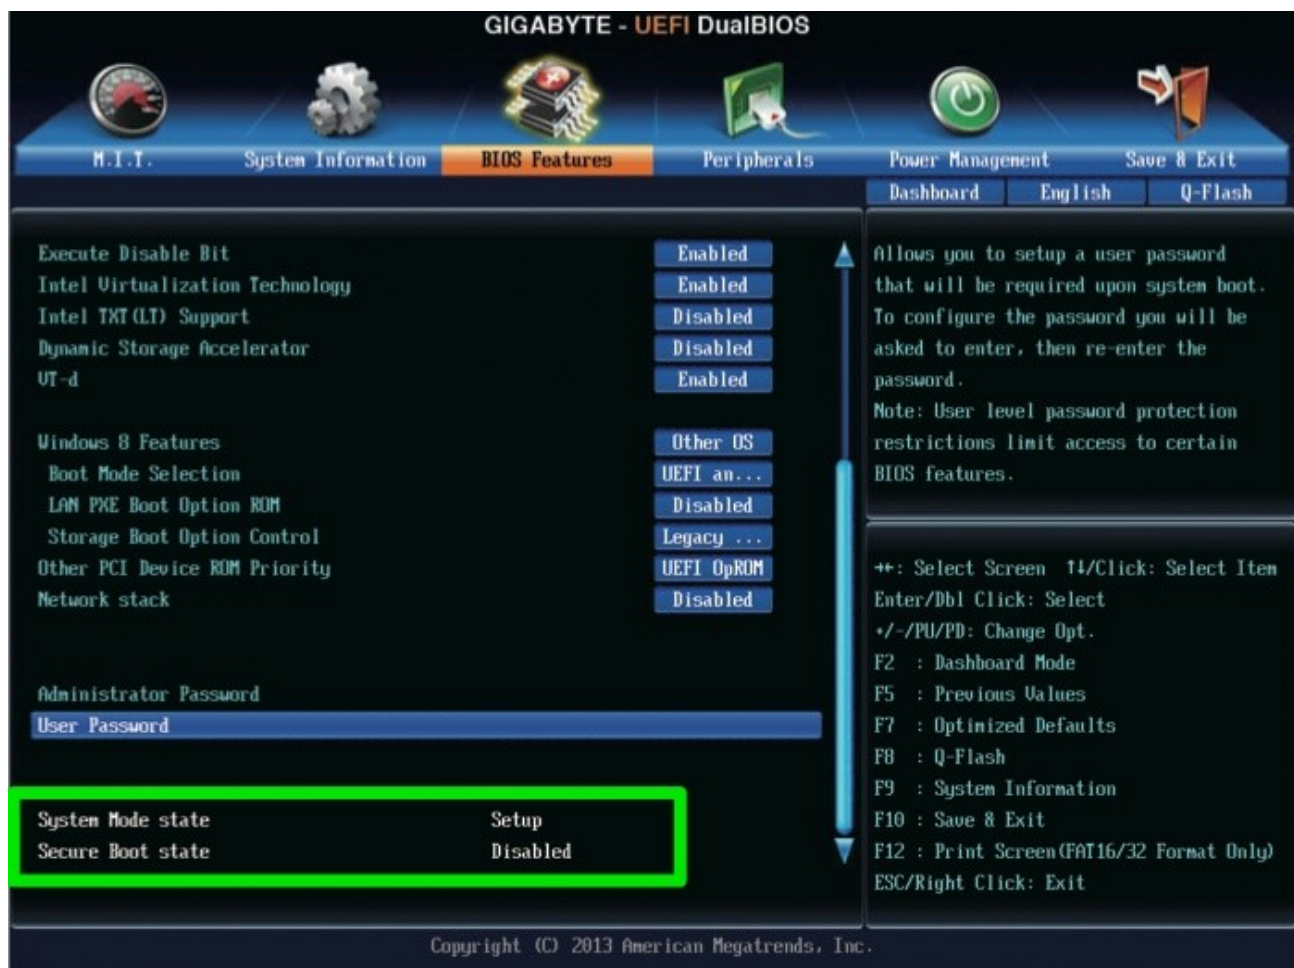 GIGABYTE - UEFI DualBIOS
M.I.T. System Information BIOS Features Peripherals Power Management Save & Exit
Dashboard English Q-Flash
Execute Disable Bit Enabled
Intel Virtualization Technology Enabled
Intel TXT(LT) Support Disabled
Dynamic Storage Accelerator Disabled
VT-d Enabled
Windows 8 Features Other OS
Boot Mode Selection UEFI an...
LAN PXE Boot Option ROM Disabled
Storage Boot Option Control Legacy ...
Other PCI Device ROM Priority UEFI OpROM
Network stack Disabled
Administrator Password
User Password
System Mode state Setup
Secure Boot state Disabled
Allows you to setup a user password
that will be required upon system boot.
To configure the password you will be
asked to enter, then re-enter the
password.
Note: User level password protection
restrictions limit access to certain
BIOS features.
→←: Select Screen ↑↓/Click: Select Item
Enter/Dbl Click: Select
+/-/PU/PD: Change Opt.
F2 : Dashboard Mode
F5 : Previous Values
F7 : Optimized Defaults
F8 : Q-Flash
F9 : System Information
F10 : Save & Exit
F12 : Print Screen(FAT16/32 Format Only)
ESC/Right Click: Exit
Copyright (C) 2013 American Megatrends, Inc.